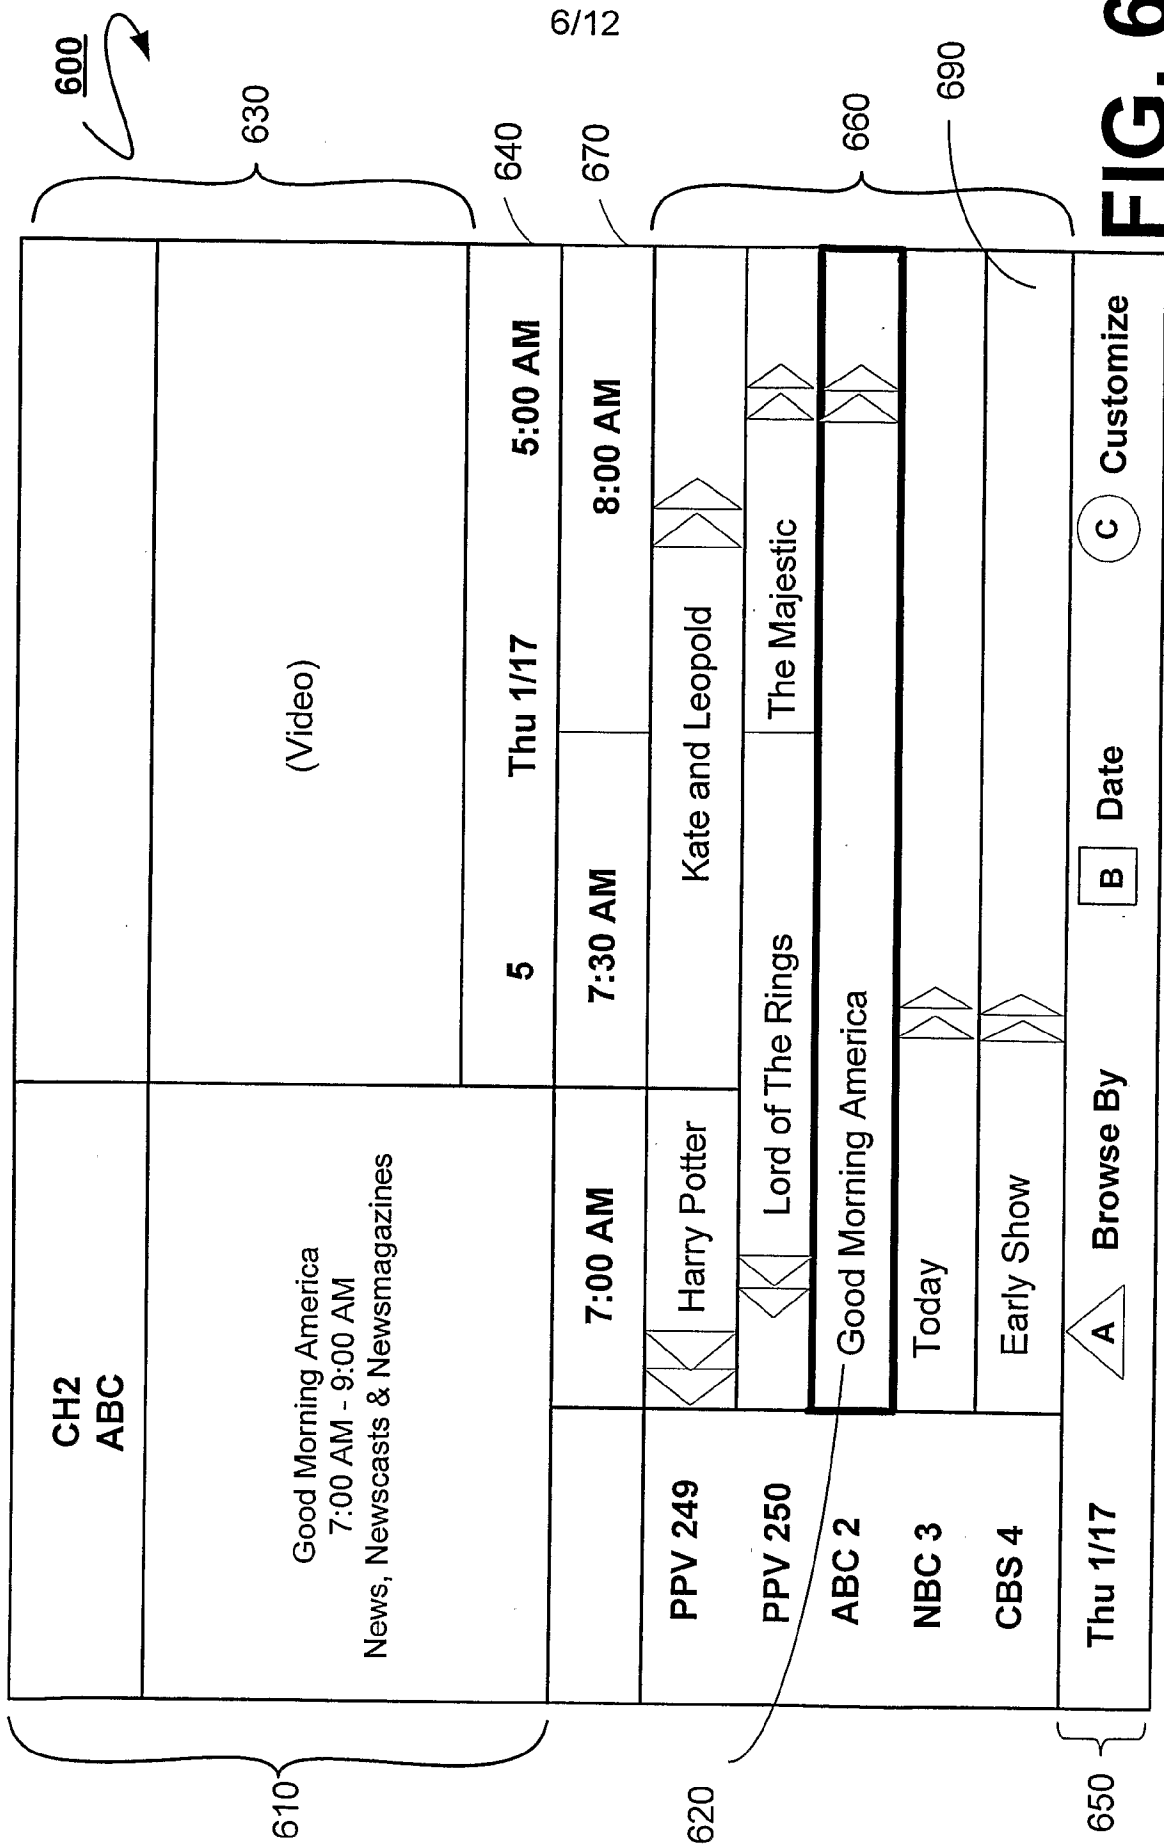 6/12
600
630
640
670
660
690
610
620
650
CH2
ABC
Good Morning America
7:00 AM - 9:00 AM
News, Newscasts & Newsmagazines
(Video)
5 Thu 1/17 5:00 AM
7:00 AM 7:30 AM 8:00 AM
PPV 249 Harry Potter Kate and Leopold
PPV 250 Lord of The Rings The Majestic
ABC 2 Good Morning America
NBC 3 Today
CBS 4 Early Show
Thu 1/17 A Browse By B Date C Customize
FIG. 6